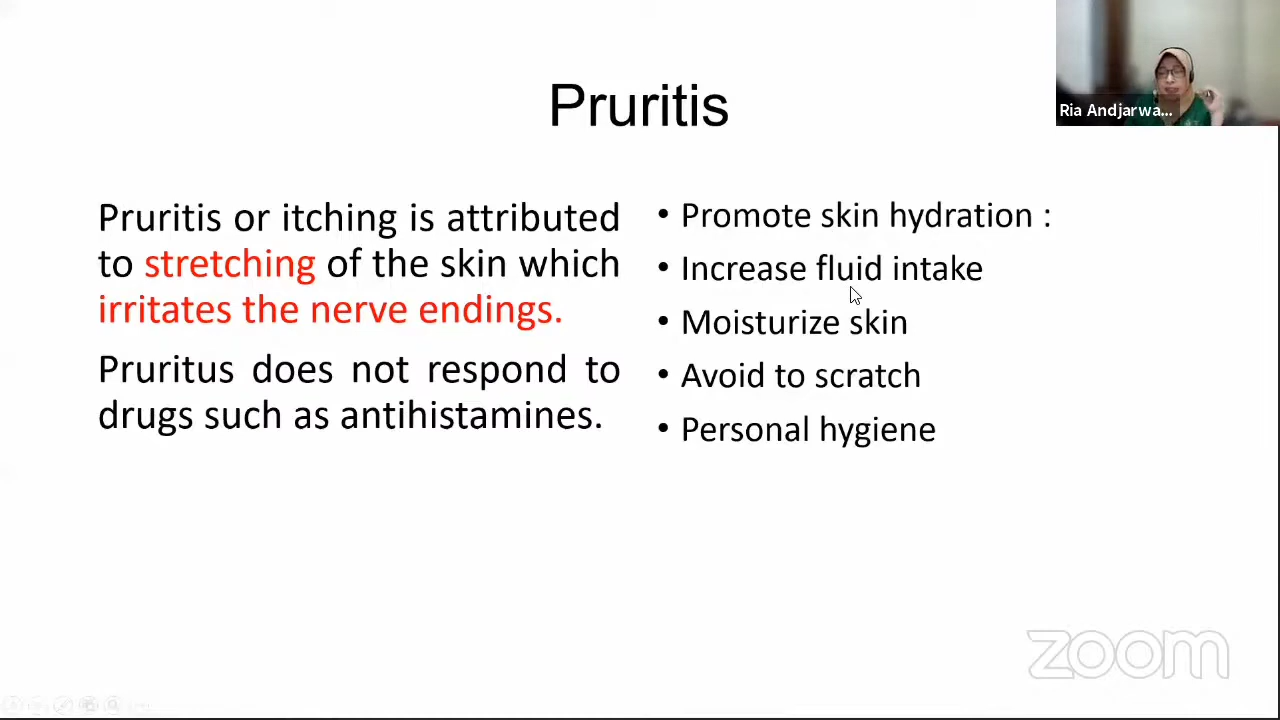 Pruritis
Ria Andjarwa...
Pruritis or itching is attributed
to stretching of the skin which
irritates the nerve endings.
Pruritus does not respond to
drugs such as antihistamines.
• Promote skin hydration :
• Increase fluid intake
• Moisturize skin
• Avoid to scratch
• Personal hygiene
zoom